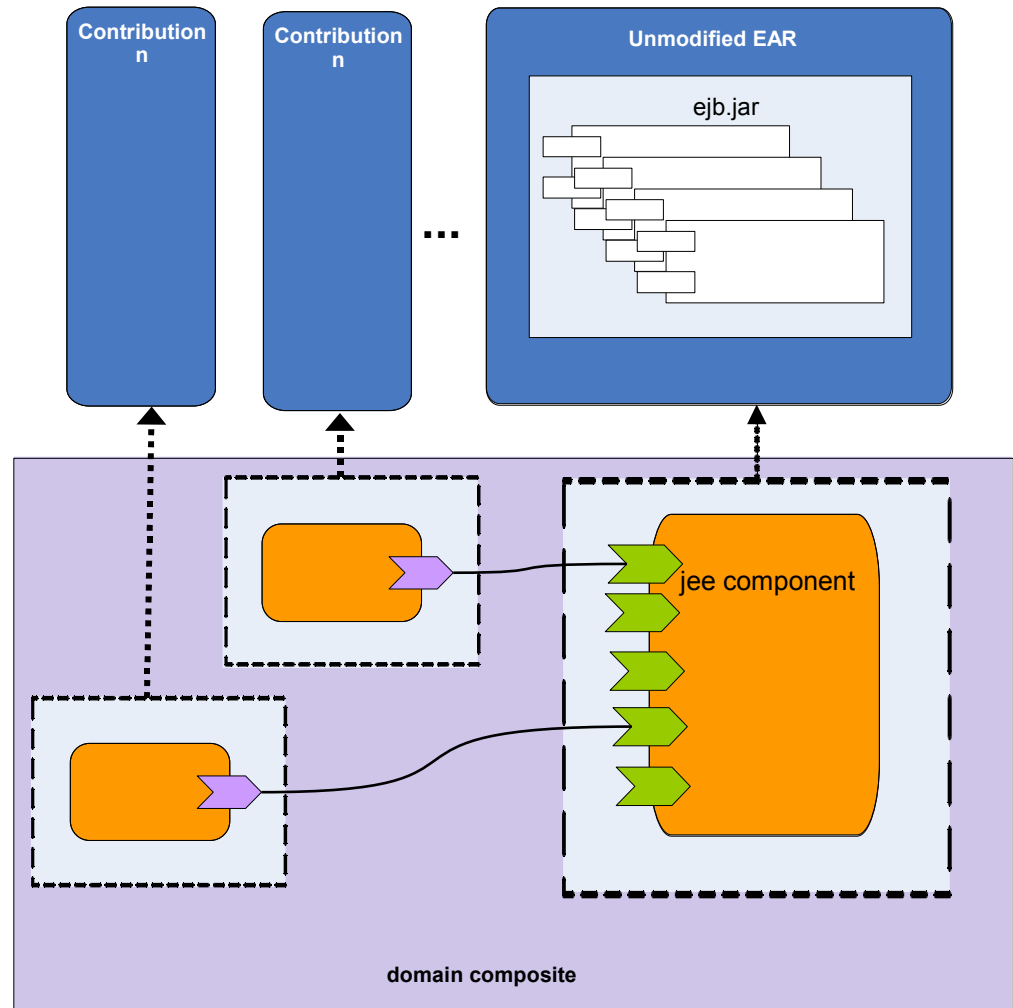 Contribution
n
Contribution
n
Unmodified EAR
ejb.jar
...
jee component
domain composite